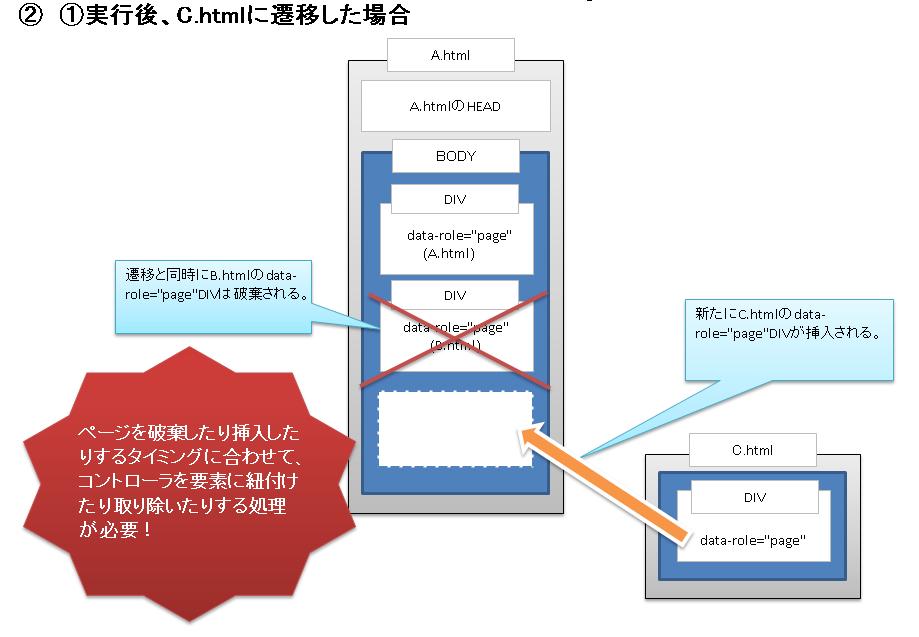 ② ①実行後、C.htmlに遷移した場合
A.html
A.htmlのHEAD
BODY
DIV
data-role="page"
(A.html)
遷移と同時にB.htmlのdata-
role="page"DIVは破棄される。
DIV
data-role="page"
(B.html)
新たにC.htmlのdata-
role="page"DIVが挿入される。
ページを破棄したり挿入した
りするタイミングに合わせて、
コントローラを要素に紐付け
たり取り除いたりする処理
が必要！
C.html
DIV
data-role="page"